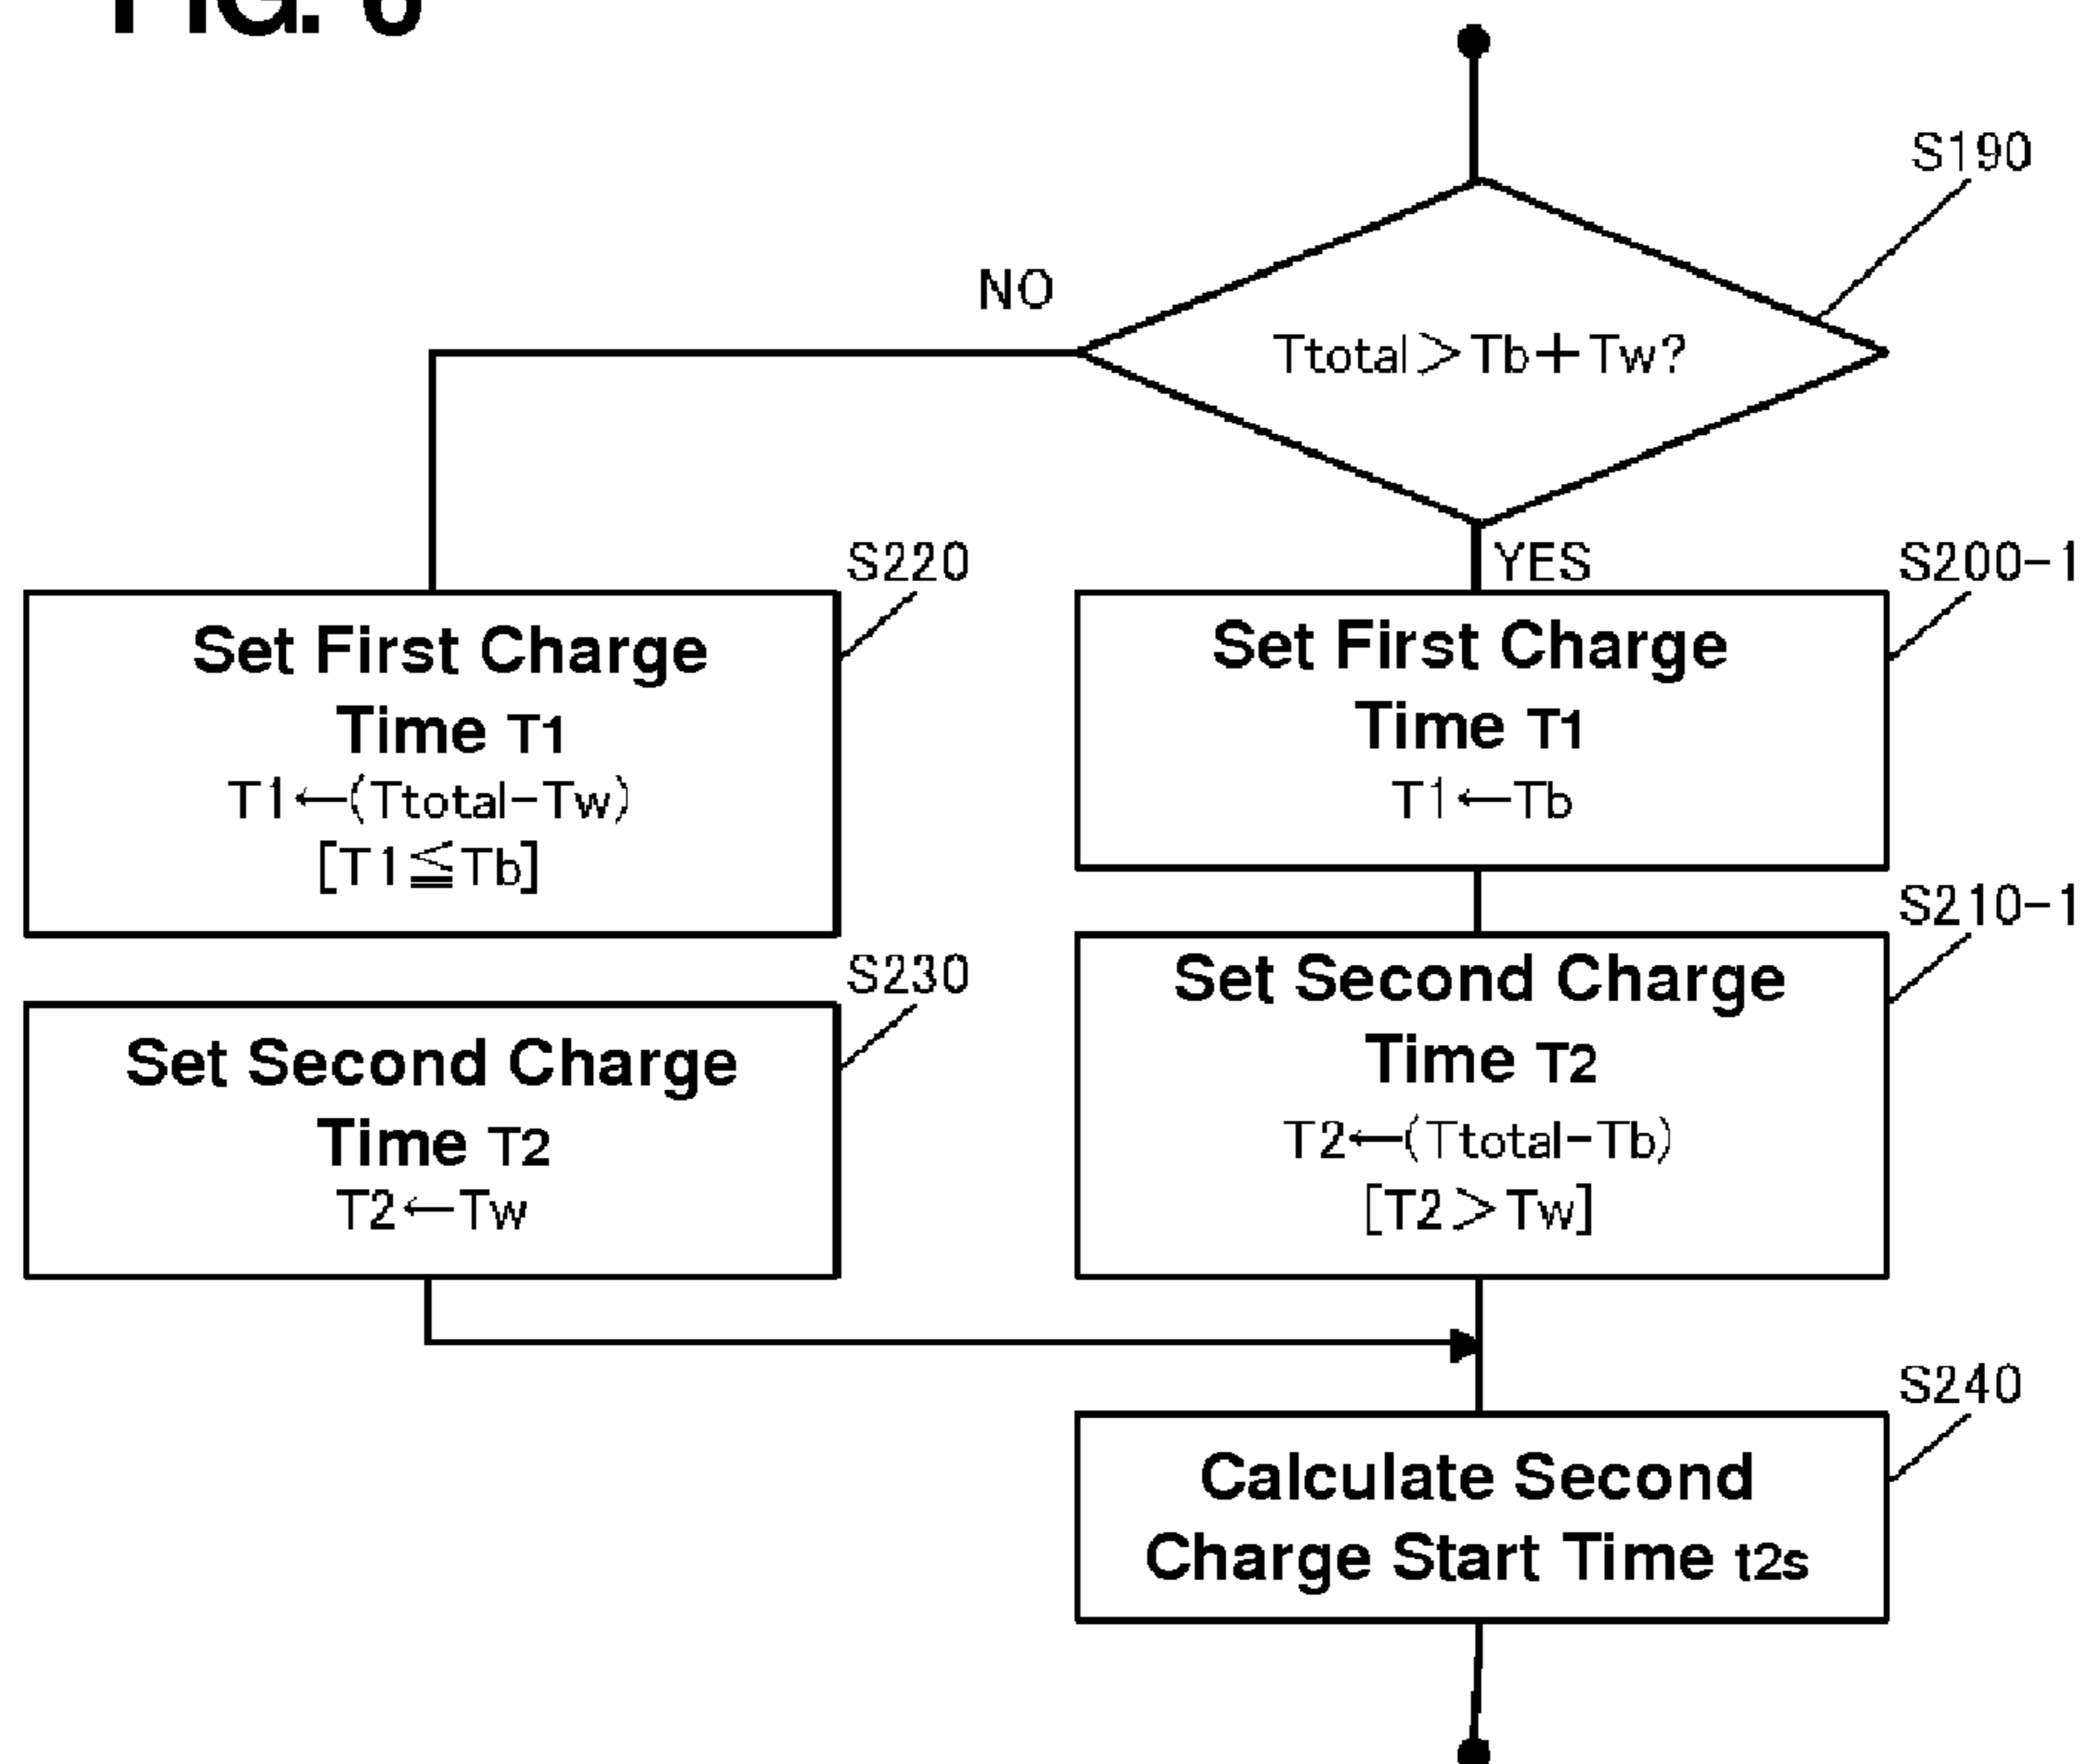 FIG. 6
S190
NO
Ttotal＞Tb＋Tw?
YES
S220
Set First Charge
Time T1
T1←(Ttotal-Tw)
[T1≦Tb]
S200-1
Set First Charge
Time T1
T1←Tb
S230
Set Second Charge
Time T2
T2←Tw
S210-1
Set Second Charge
Time T2
T2←(Ttotal-Tb)
[T2＞Tw]
S240
Calculate Second
Charge Start Time t2s